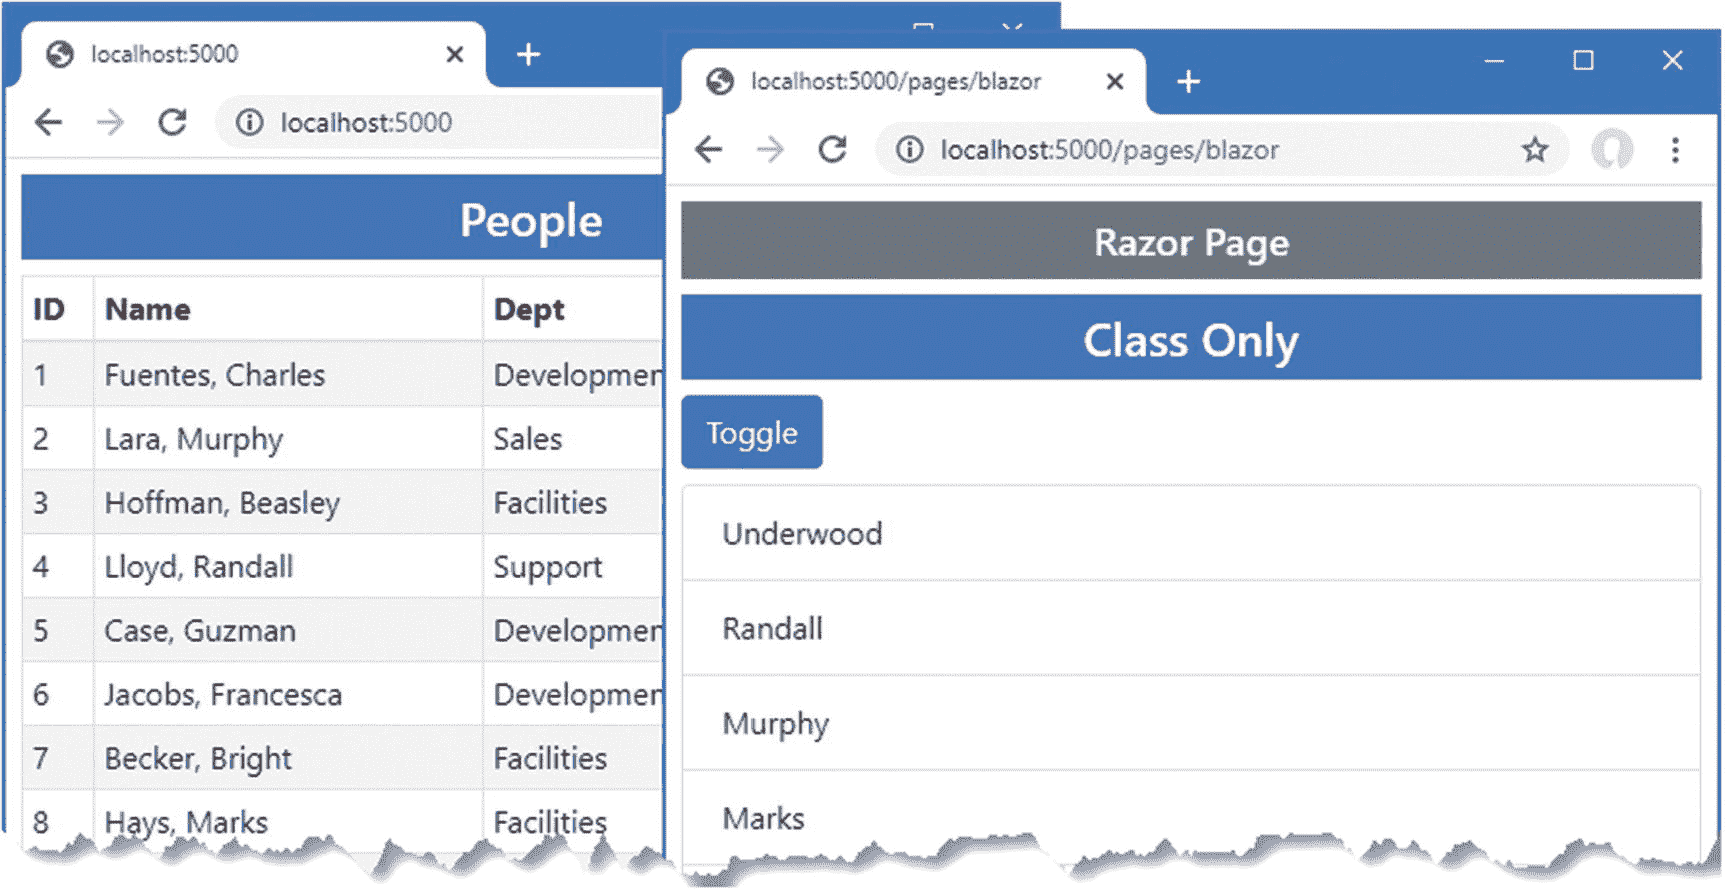 localhost:5000
localhost:5000
People
ID Name Dept
1 Fuentes, Charles Developmen
2 Lara, Murphy Sales
3 Hoffman, Beasley Facilities
4 Lloyd, Randall Support
5 Case, Guzman Developmen
6 Jacobs, Francesca Developmen
7 Becker, Bright Facilities
8 Hays, Marks Facilities
localhost:5000/pages/blazor
localhost:5000/pages/blazor
Razor Page
Class Only
Toggle
Underwood
Randall
Murphy
Marks